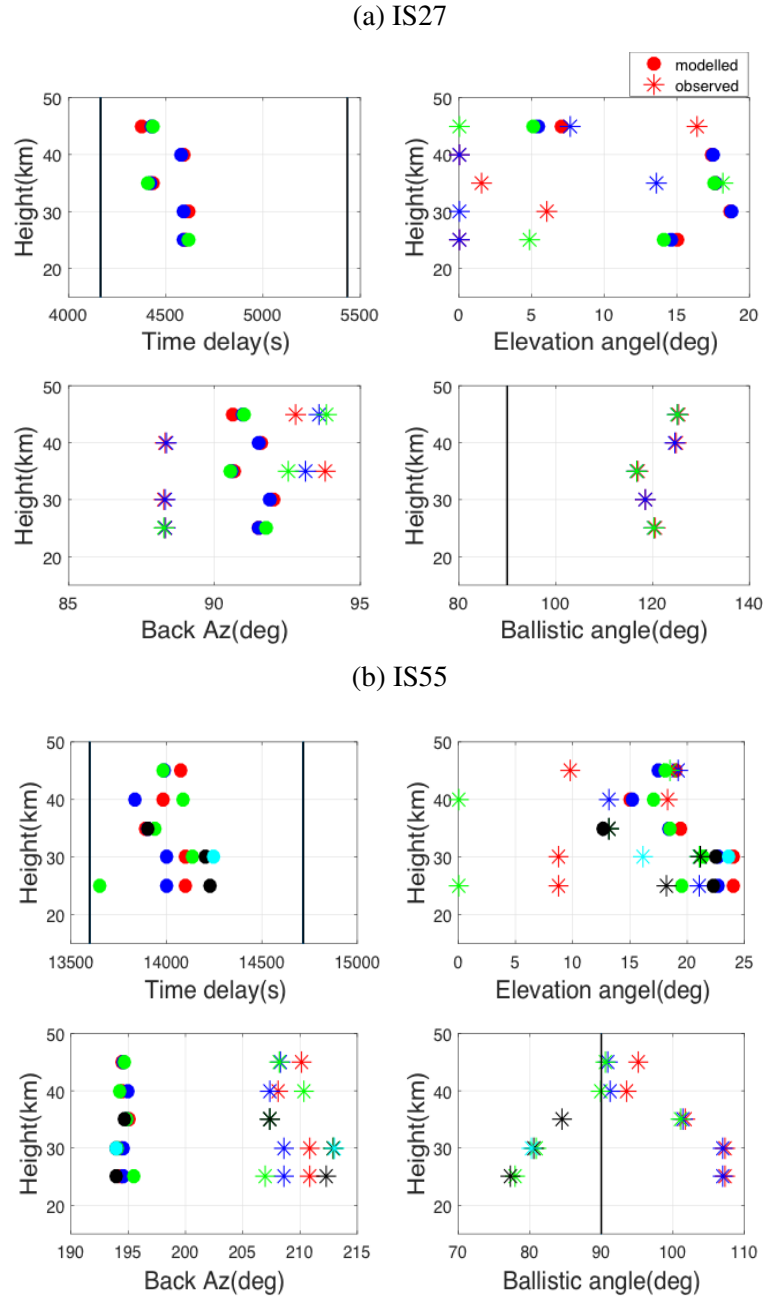 (a) IS27
modelled
observed
50
40
30
20
Height(km)
4000 4500 5000 5500
Time delay(s)
50
40
30
20
Height(km)
0 5 10 15 20
Elevation angel(deg)
50
40
30
20
Height(km)
85 90 95
Back Az(deg)
50
40
30
20
Height(km)
80 100 120 140
Ballistic angle(deg)
(b) IS55
50
40
30
20
Height(km)
13500 14000 14500 15000
Time delay(s)
50
40
30
20
Height(km)
0 5 10 15 20 25
Elevation angel(deg)
50
40
30
20
Height(km)
190 195 200 205 210 215
Back Az(deg)
50
40
30
20
Height(km)
70 80 90 100 110
Ballistic angle(deg)